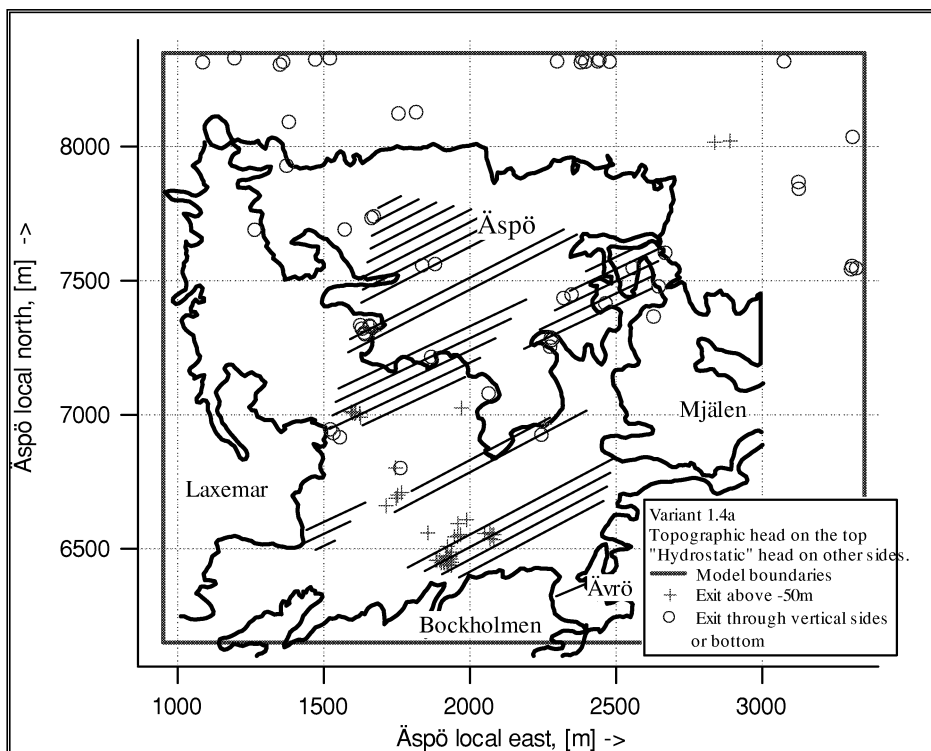 8000
7500
7000
6500
Äspö local north, [m] ->
Äspö
Mjälen
Laxemar
Ävrö
Bockholmen
Variant 1.4a
Topographic head on the top
"Hydrostatic" head on other sides.
Model boundaries
Exit above -50m
Exit through vertical sides
or bottom
1000 1500 2000 2500 3000
Äspö local east, [m] ->